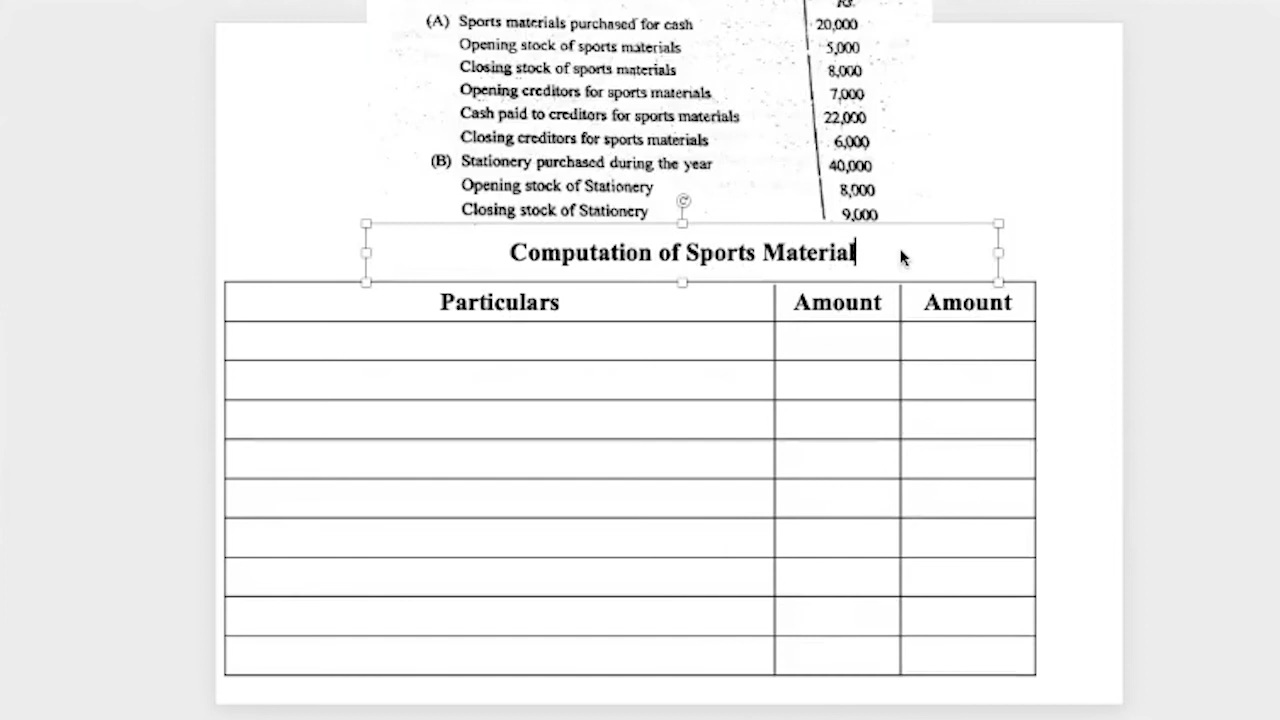 Rs.
(A) Sports materials purchased for cash 20,000
Opening stock of sports materials 5,000
Closing stock of sports materials 8,000
Opening creditors for sports materials 7,000
Cash paid to creditors for sports materials 22,000
Closing creditors for sports materials 6,000
(B) Stationery purchased during the year 40,000
Opening stock of Stationery 8,000
Closing stock of Stationery 9,000
Computation of Sports Material
Particulars Amount Amount